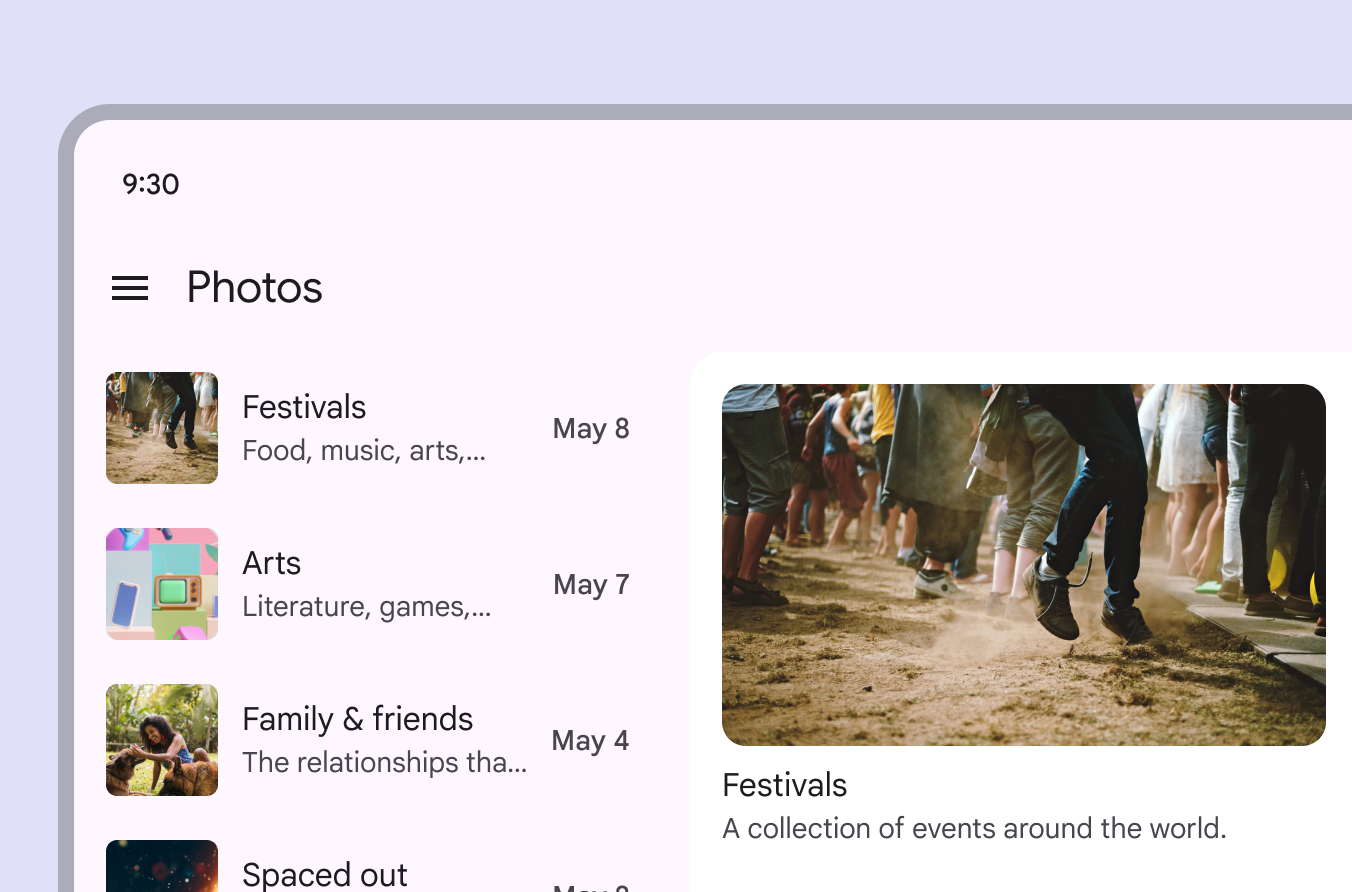 9:30
Photos
Festivals
Food, music, arts,...
May 8
Arts
Literature, games,...
May 7
Family & friends
The relationships tha...
May 4
Spaced out
Festivals
A collection of events around the world.